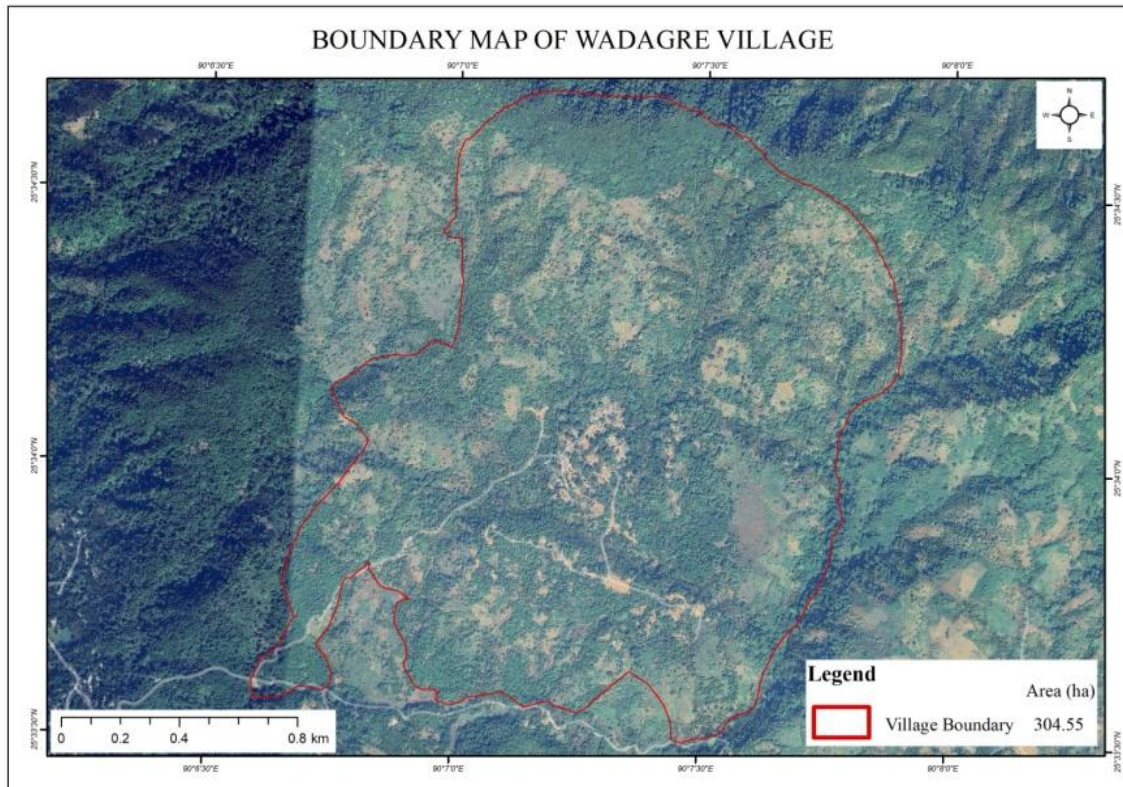 BOUNDARY MAP OF WADAGRE VILLAGE
90°6'30"E 90°7'0"E 90°7'30"E 90°8'0"E
N
W E
S
25°34'30"N 25°34'30"N
25°34'0"N 25°34'0"N
Legend
Area (ha)
Village Boundary 304.55
25°33'30"N 25°33'30"N
0 0.2 0.4 0.8 km
90°6'30"E 90°7'0"E 90°7'30"E 90°8'0"E